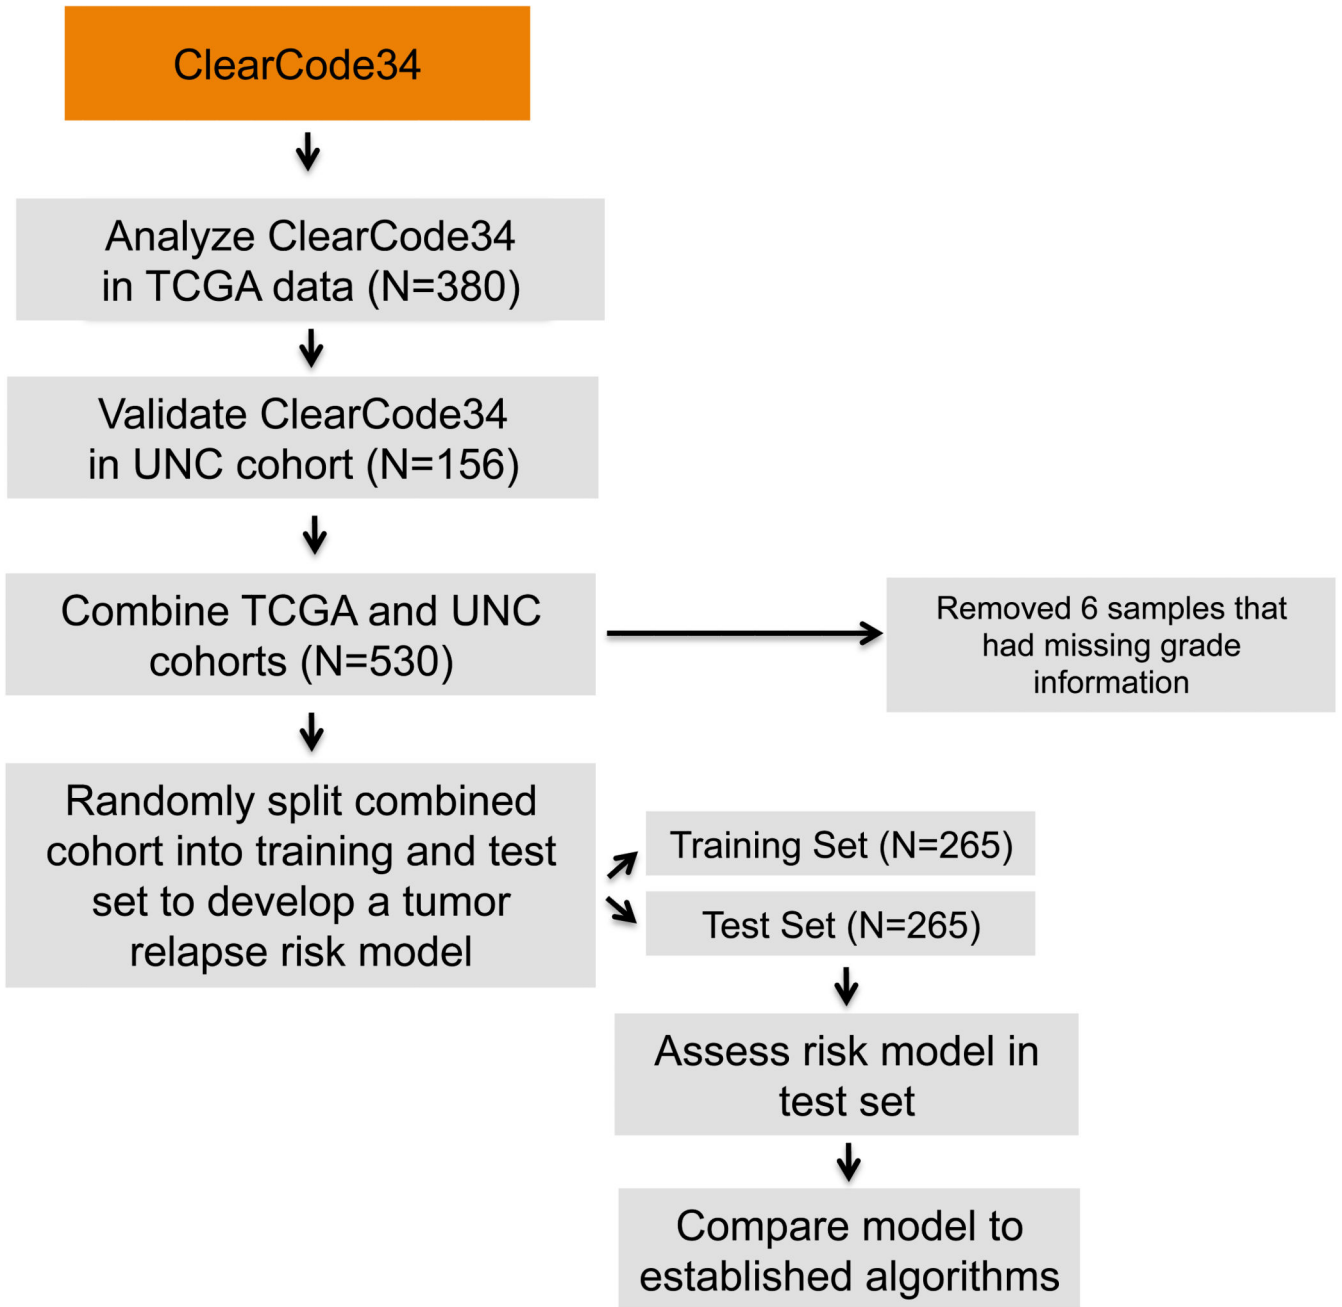 ClearCode34
Analyze ClearCode34
in TCGA data (N=380)
Validate ClearCode34
in UNC cohort (N=156)
Combine TCGA and UNC
cohorts (N=530)
Removed 6 samples that
had missing grade
information
Randomly split combined
cohort into training and test
set to develop a tumor
relapse risk model
Training Set (N=265)
Test Set (N=265)
Assess risk model in
test set
Compare model to
established algorithms